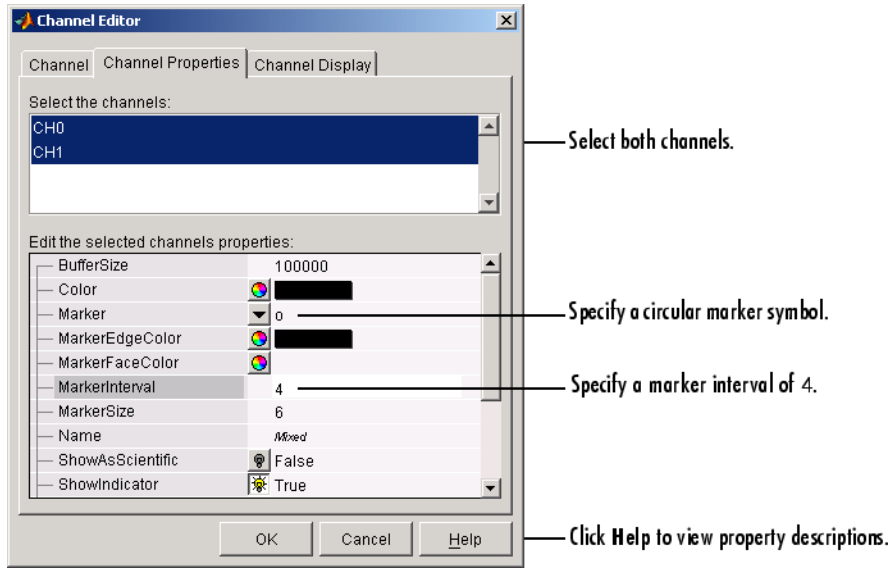 Channel Editor
Channel Channel Properties Channel Display
Select the channels:
CH0
CH1
Select both channels.
Edit the selected channels properties:
BufferSize 100000
Color
Marker o
Specify a circular marker symbol.
MarkerEdgeColor
MarkerFaceColor
MarkerInterval 4
Specify a marker interval of 4.
MarkerSize 6
Name Mixed
ShowAsScientific False
ShowIndicator True
OK Cancel Help
Click Help to view property descriptions.